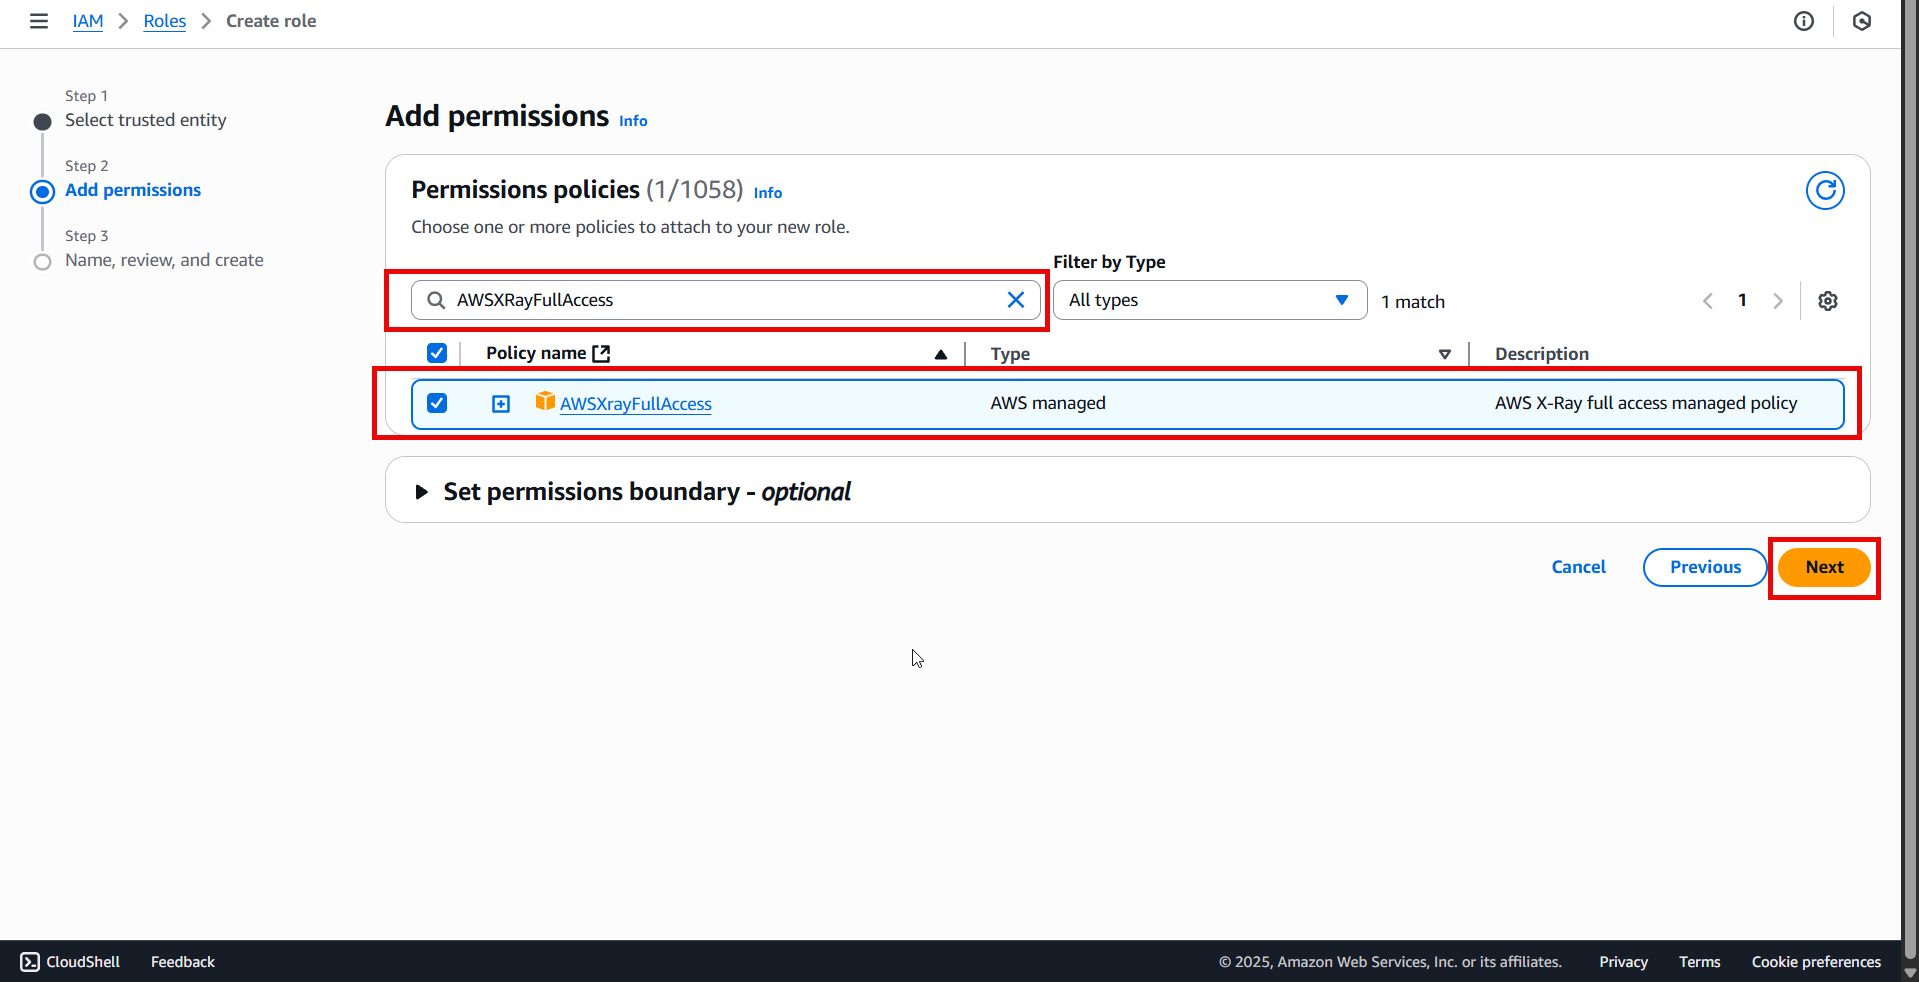 IAM > Roles > Create role
Step 1
Select trusted entity
Step 2
Add permissions
Step 3
Name, review, and create
Add permissions Info
Permissions policies (1/1058) Info
Choose one or more policies to attach to your new role.
Filter by Type
AWSXRayFullAccess
All types
1 match
1
Policy name
Type
Description
AWSXrayFullAccess
AWS managed
AWS X-Ray full access managed policy
Set permissions boundary - optional
Cancel
Previous
Next
CloudShell
Feedback
© 2025, Amazon Web Services, Inc. or its affiliates.
Privacy
Terms
Cookie preferences